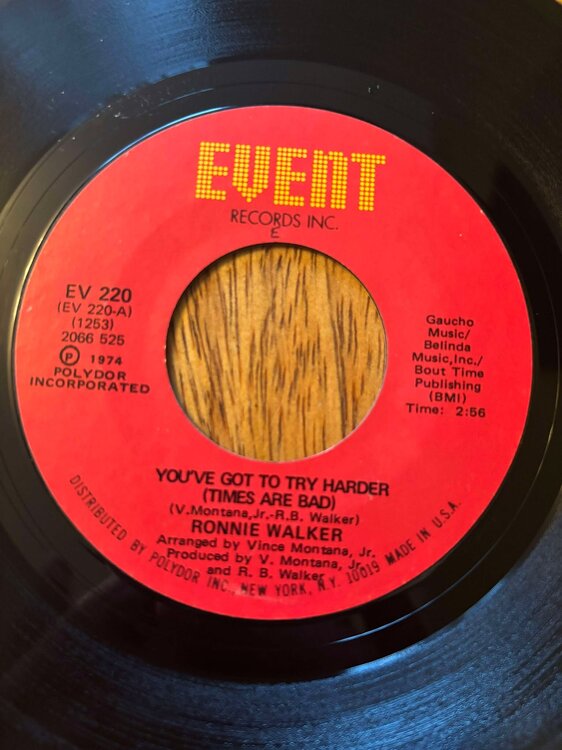 EVENT
RECORDS INC.
E
EV 220
(EV 220-A)
(1253)
2066 525
Ⓟ 1974
POLYDOR
INCORPORATED
Gaucho
Music/
Belinda
Music,Inc./
Bout Time
Publishing
(BMI)
Time: 2:56
YOU'VE GOT TO TRY HARDER
(TIMES ARE BAD)
(V.Montana,Jr.-R.B. Walker)
RONNIE WALKER
Arranged by Vince Montana, Jr.
Produced by V. Montana, Jr.
and R. B. Walker
DISTRIBUTED BY POLYDOR INC., NEW YORK, N.Y. 10019 MADE IN U.S.A.